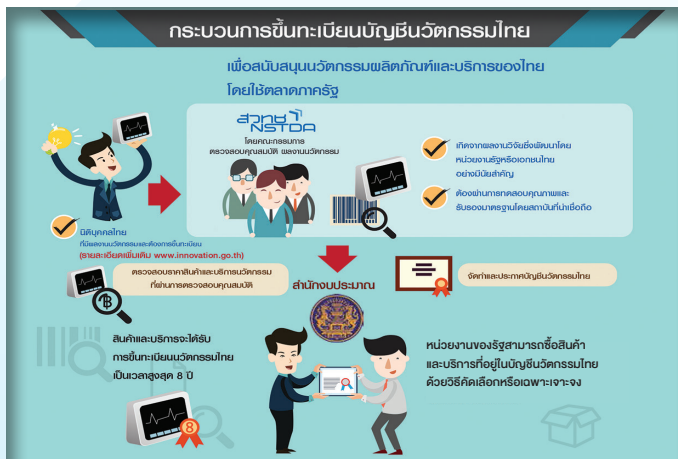 กระบวนการขึ้นทะเบียนบัญชีนวัตกรรมไทย
เพื่อสนับสนุนนวัตกรรมผลิตภัณฑ์และบริการของไทย
โดยใช้ตลาดภาครัฐ
สวทช
NSTDA
โดยคณะกรรมการ
ตรวจสอบคุณสมบัติ ผลงานนวัตกรรม
เกิดจากผลงานวิจัยซึ่งพัฒนาโดย
หน่วยงานรัฐหรือเอกชนไทย
อย่างมีนัยสำคัญ
ต้องผ่านการทดสอบคุณภาพและ
รับรองมาตรฐานโดยสถาบันที่น่าเชื่อถือ
นิติบุคคลไทย
ที่มีผลงานนวัตกรรมและต้องการขึ้นทะเบียน
(รายละเอียดเพิ่มเติม www.innovation.go.th)
ตรวจสอบราคาสินค้าและบริการนวัตกรรม
ที่ผ่านการตรวจสอบคุณสมบัติ
฿
สำนักงบประมาณ
จัดทำและประกาศบัญชีนวัตกรรมไทย
สินค้าและบริการจะได้รับ
การขึ้นทะเบียนนวัตกรรมไทย
เป็นเวลาสูงสุด 8 ปี
8
หน่วยงานของรัฐสามารถซื้อสินค้า
และบริการที่อยู่ในบัญชีนวัตกรรมไทย
ด้วยวิธีคัดเลือกหรือเฉพาะเจาะจง